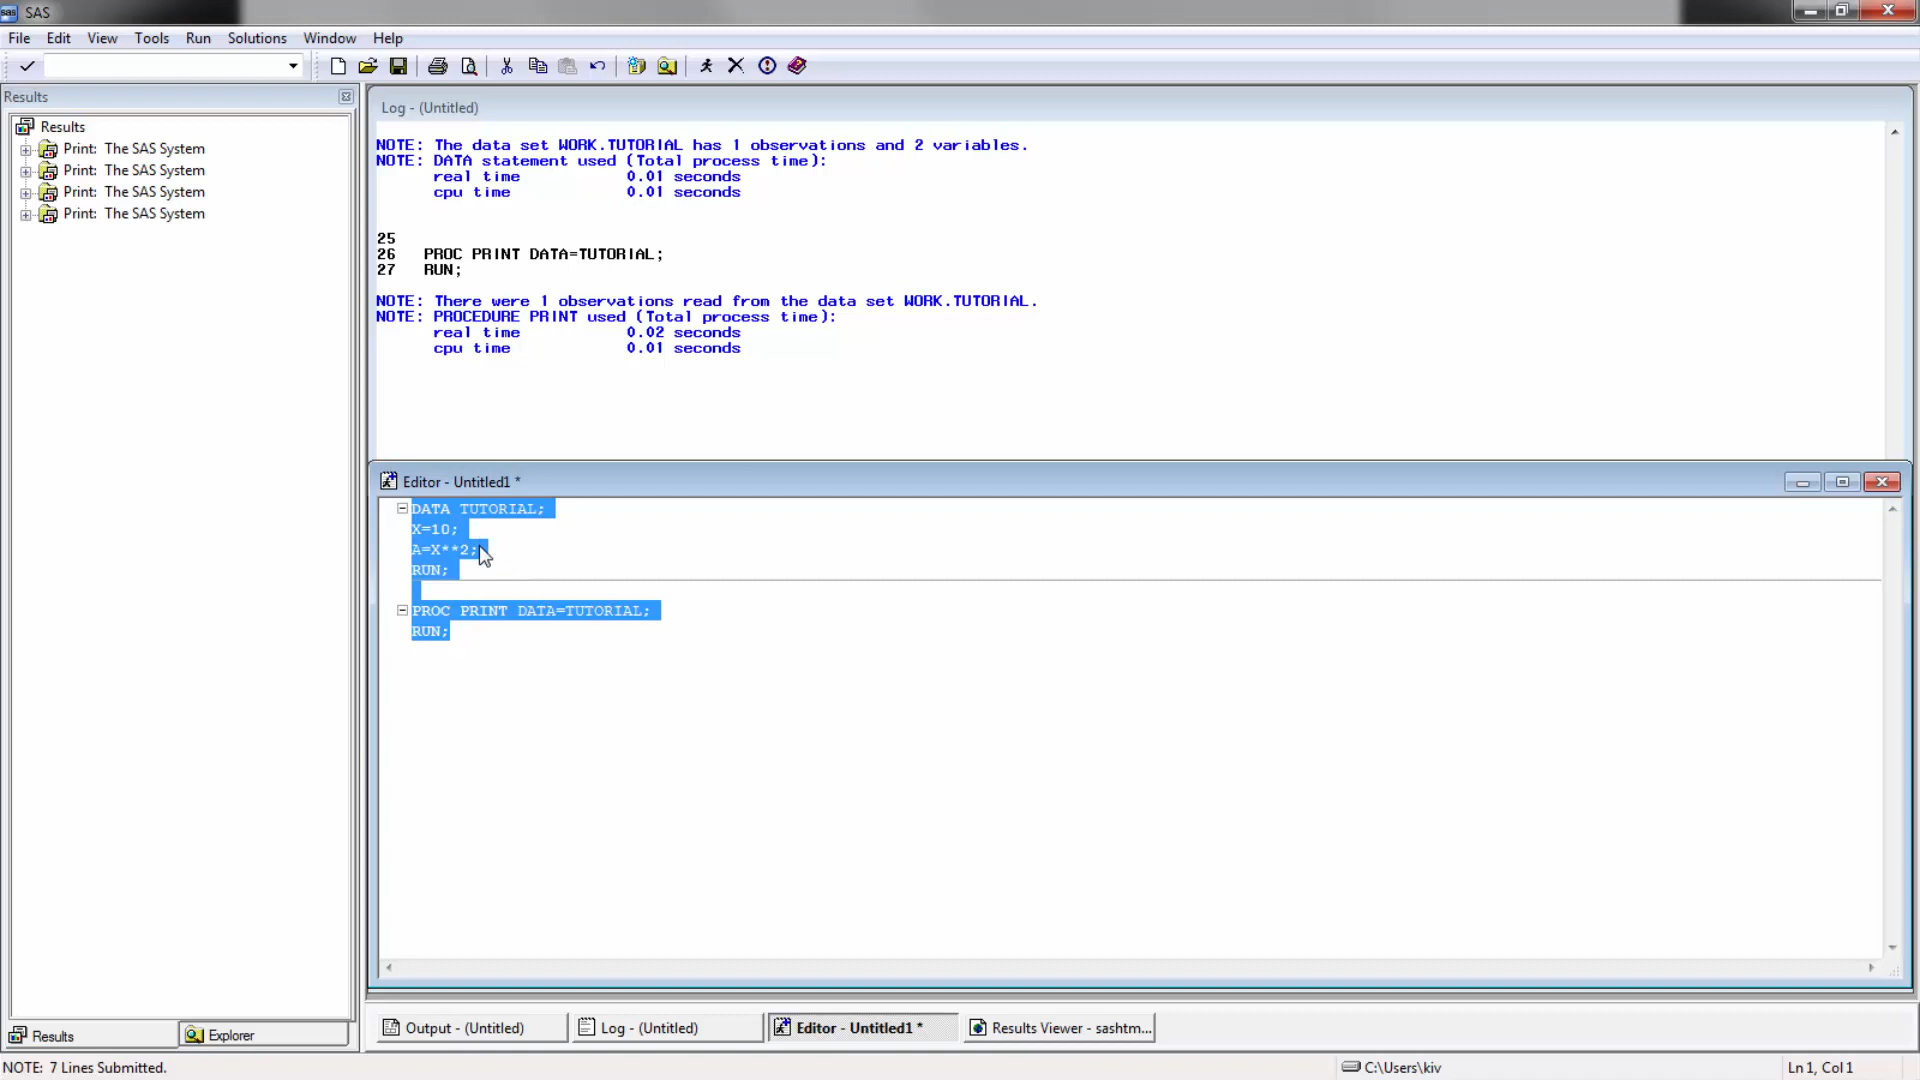 sas SAS
File Edit View Tools Run Solutions Window Help
Results
Results
Print: The SAS System
Print: The SAS System
Print: The SAS System
Print: The SAS System
Log - (Untitled)
NOTE: The data set WORK.TUTORIAL has 1 observations and 2 variables.
NOTE: DATA statement used (Total process time):
real time 0.01 seconds
cpu time 0.01 seconds
25
26 PROC PRINT DATA=TUTORIAL;
27 RUN;
NOTE: There were 1 observations read from the data set WORK.TUTORIAL.
NOTE: PROCEDURE PRINT used (Total process time):
real time 0.02 seconds
cpu time 0.01 seconds
Editor - Untitled1 *
DATA TUTORIAL;
X=10;
A=X**2;
RUN;
PROC PRINT DATA=TUTORIAL;
RUN;
Results Explorer
Output - (Untitled) Log - (Untitled) Editor - Untitled1 * Results Viewer - sashtm...
NOTE: 7 Lines Submitted. C:\Users\kiv Ln 1, Col 1